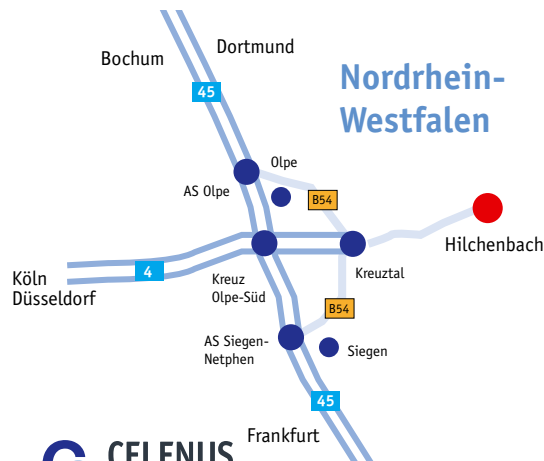 Dortmund
Bochum
Nordrhein-
Westfalen
45
Olpe
AS Olpe
B54
Hilchenbach
4
Köln
Düsseldorf
Kreuz
Olpe-Süd
Kreuztal
B54
AS Siegen-
Netphen
Siegen
45
Frankfurt
CELENUS